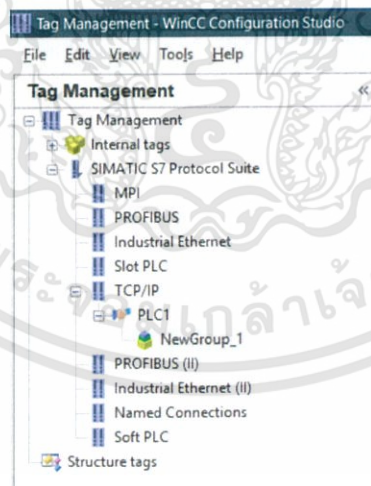 Tag Management - WinCC Configuration Studio
File Edit View Tools Help
Tag Management «
Tag Management
Internal tags
SIMATIC S7 Protocol Suite
MPI
PROFIBUS
Industrial Ethernet
Slot PLC
TCP/IP
PLC1
NewGroup_1
PROFIBUS (II)
Industrial Ethernet (II)
Named Connections
Soft PLC
Structure tags